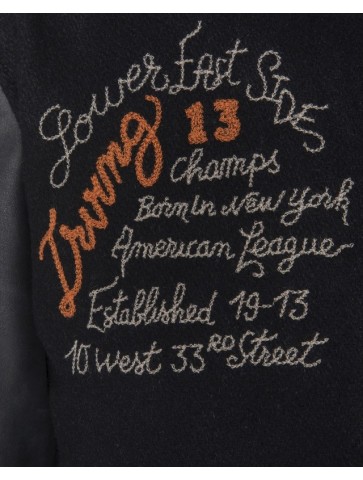 Lower East Side
Irving
13
Champs
Born In New York
American League
Established 19-13
10 West 33RD Street